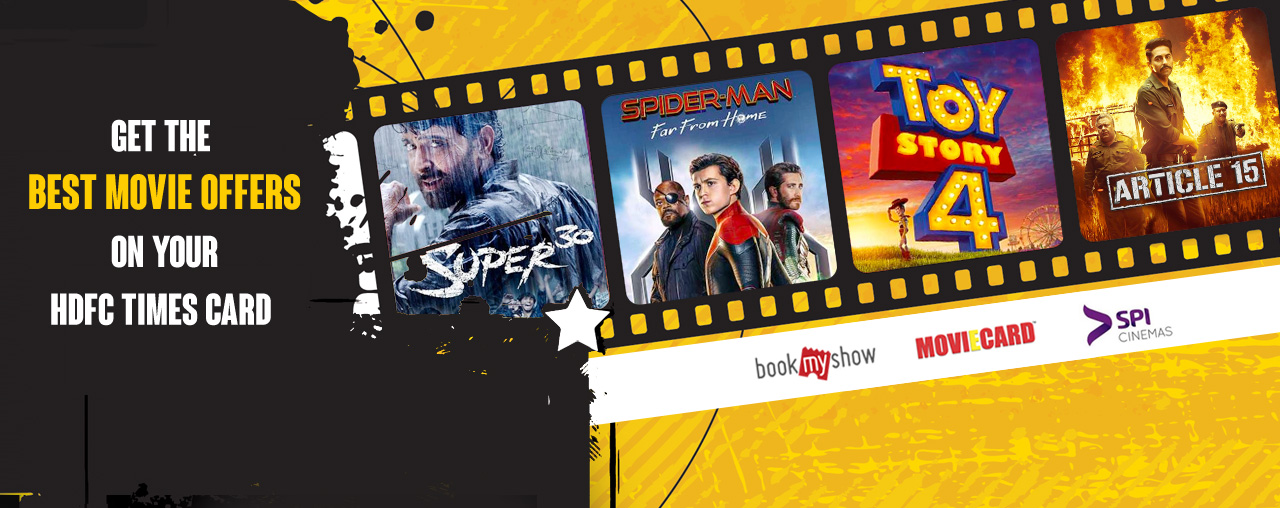 GET THE
BEST MOVIE OFFERS
ON YOUR
HDFC TIMES CARD
SUPER 30
SPIDER-MAN
Far From Home
TOY
STORY
4
ARTICLE 15
bookmyshow
MOVIECARD™
SPI
CINEMAS